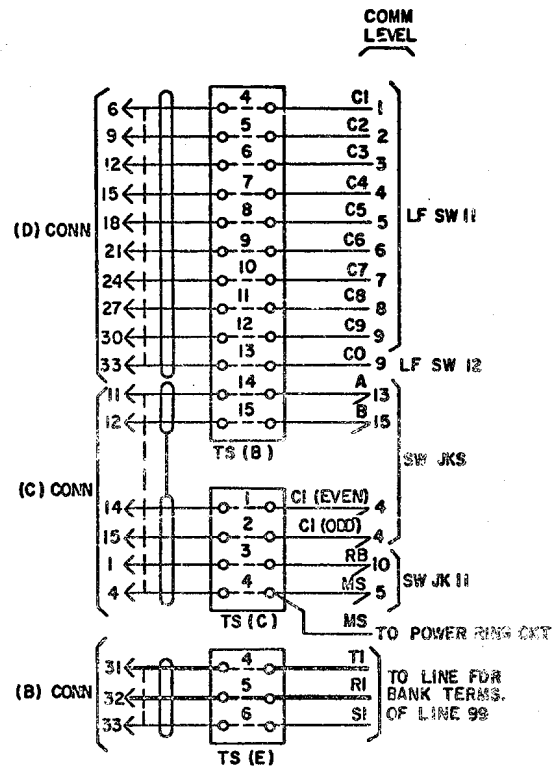 COMM
LEVEL
6 4 C1 1
9 5 C2 2
12 6 C3 3
15 7 C4 4
(D) CONN 18 8 C5 5 LF SW 11
21 9 C6 6
24 10 C7 7
27 11 C8 8
30 12 C9 9
33 13 C0 9 LF SW 12
11 14 A 13
12 15 B 15
TS (B)
SW JKS
(C) CONN
14 1 C1 (EVEN) 4
15 2 C1 (ODD) 4
1 3 RB 10
SW JK 11
4 4 MS 5
TS (C) MS TO POWER RING CKT
31 4 T1
(B) CONN 32 5 R1 TO LINE FOR
BANK TERMS.
33 6 S1 OF LINE 99
TS (E)